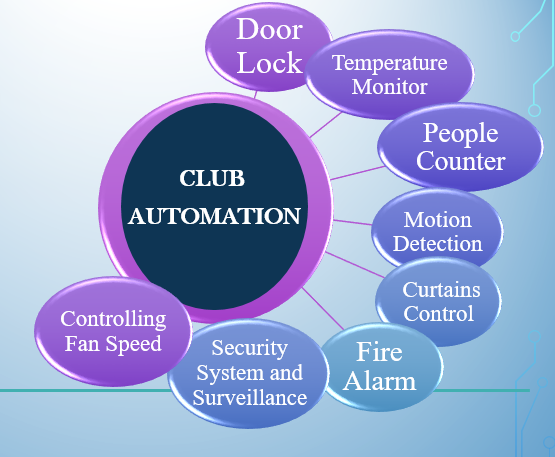 Door
Lock
Temperature
Monitor
People
Counter
CLUB
AUTOMATION
Motion
Detection
Curtains
Control
Controlling
Fan Speed
Security
System and
Surveillance
Fire
Alarm